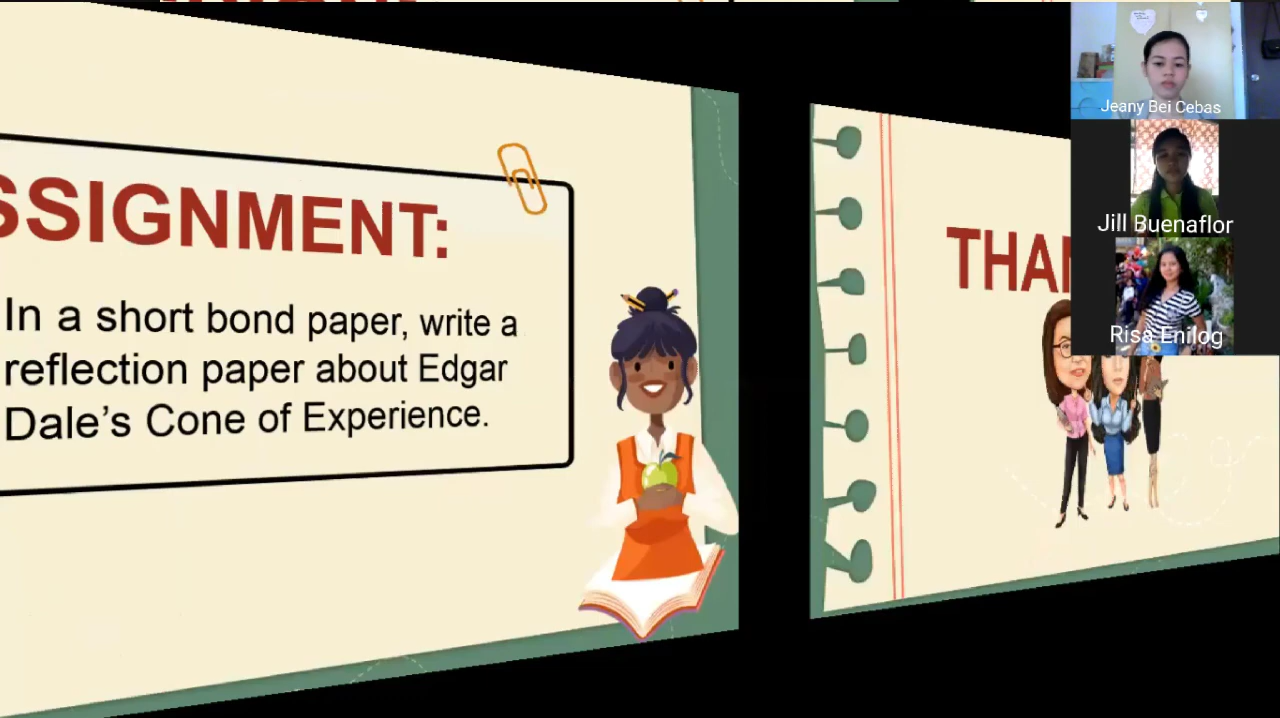 SSIGNMENT:
In a short bond paper, write a
reflection paper about Edgar
Dale's Cone of Experience.
THA
Jeany Bei Cebas
Jill Buenaflor
Risa Enilog